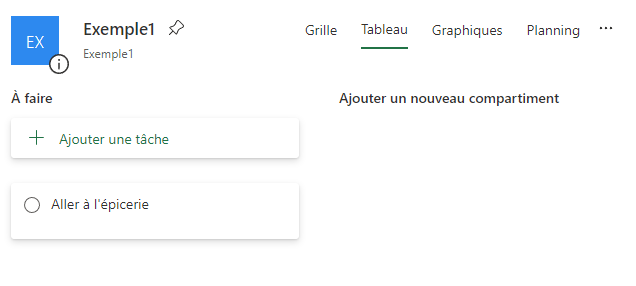 EX
Exemple1
Exemple1
Grille
Tableau
Graphiques
Planning
À faire
Ajouter un nouveau compartiment
Ajouter une tâche
Aller à l'épicerie